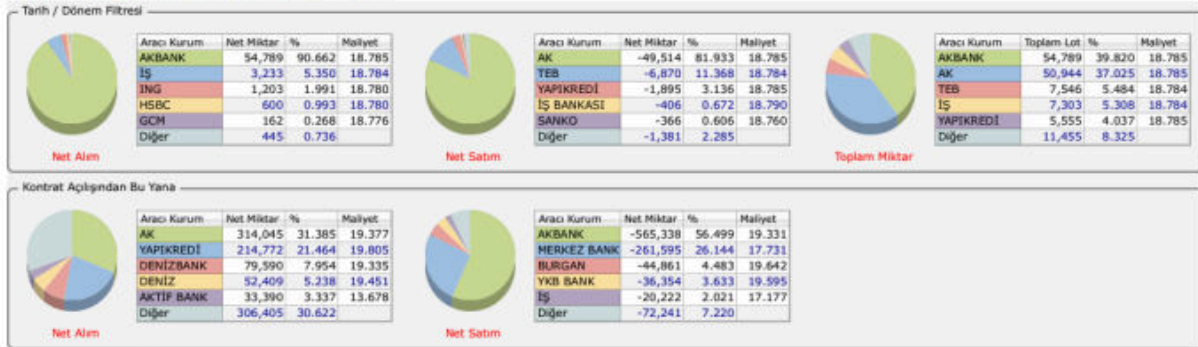 Tarih / Dönem Filtresi
Aracı Kurum Net Miktar % Maliyet
AKBANK 54,789 90.662 18.785
İŞ 3,233 5.350 18.784
ING 1,203 1.991 18.780
HSBC 600 0.993 18.780
GCM 162 0.268 18.776
Diğer 445 0.736
Net Alım
Aracı Kurum Net Miktar % Maliyet
AK -49,514 81.933 18.785
TEB -6,870 11.368 18.784
YAPIKREDİ -1,895 3.136 18.785
İŞ BANKASI -406 0.672 18.790
SANKO -366 0.606 18.760
Diğer -1,381 2.285
Net Satım
Aracı Kurum Toplam Lot % Maliyet
AKBANK 54,789 39.820 18.785
AK 50,944 37.025 18.785
TEB 7,546 5.484 18.784
İŞ 7,303 5.308 18.784
YAPIKREDİ 5,555 4.037 18.785
Diğer 11,455 8.325
Toplam Miktar
Kontrat Açılışından Bu Yana
Aracı Kurum Net Miktar % Maliyet
AK 314,045 31.385 19.377
YAPIKREDİ 214,772 21.464 19.805
DENİZBANK 79,590 7.954 19.335
DENİZ 52,409 5.238 19.451
AKTİF BANK 33,390 3.337 13.678
Diğer 306,405 30.622
Net Alım
Aracı Kurum Net Miktar % Maliyet
AKBANK -565,338 56.499 19.331
MERKEZ BANK -261,595 26.144 17.731
BURGAN -44,861 4.483 19.642
YKB BANK -36,354 3.633 19.595
İŞ -20,222 2.021 17.177
Diğer -72,241 7.220
Net Satım